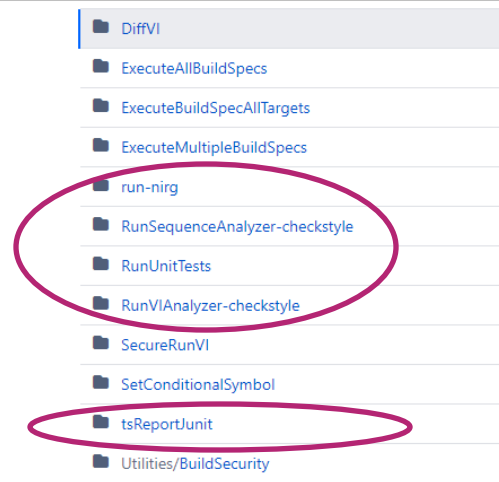 DiffVI
ExecuteAllBuildSpecs
ExecuteBuildSpecAllTargets
ExecuteMultipleBuildSpecs
run-nirg
RunSequenceAnalyzer-checkstyle
RunUnitTests
RunVIAnalyzer-checkstyle
SecureRunVI
SetConditionalSymbol
tsReportJunit
Utilities/BuildSecurity